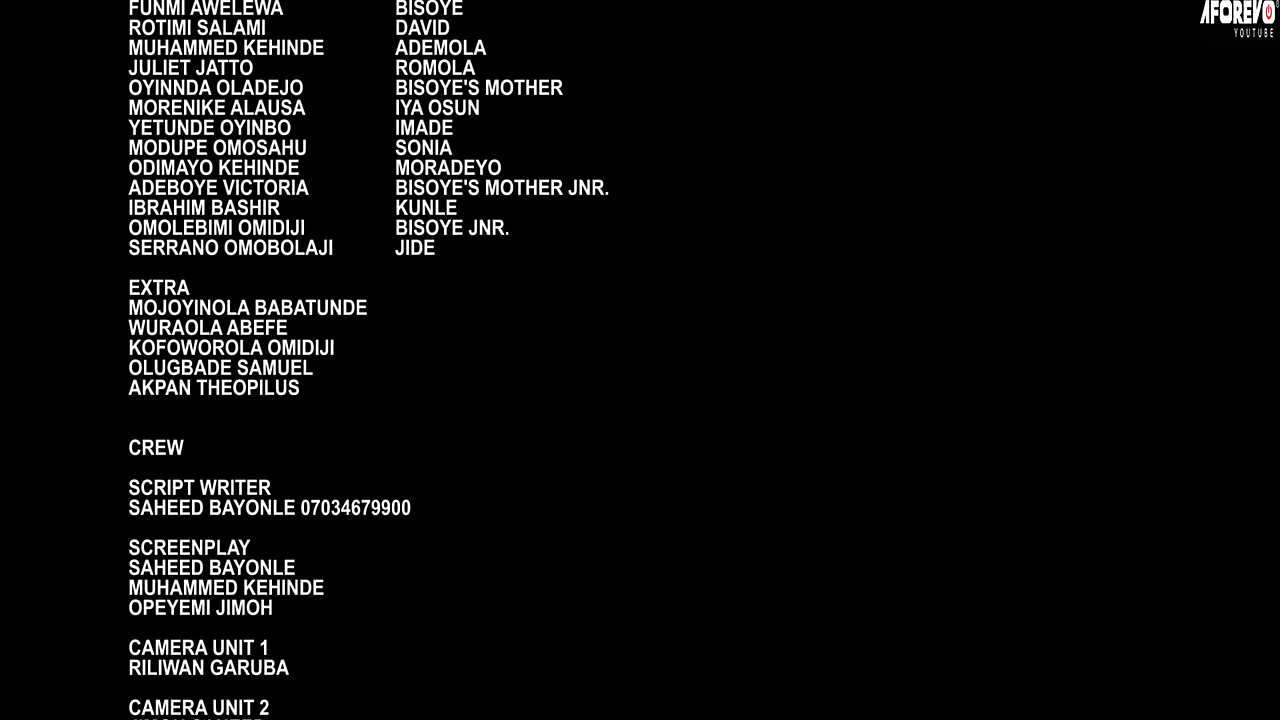 FUNMI AWELEWA BISOYE
ROTIMI SALAMI DAVID
MUHAMMED KEHINDE ADEMOLA
JULIET JATTO ROMOLA
OYINNDA OLADEJO BISOYE'S MOTHER
MORENIKE ALAUSA IYA OSUN
YETUNDE OYINBO IMADE
MODUPE OMOSAHU SONIA
ODIMAYO KEHINDE MORADEYO
ADEBOYE VICTORIA BISOYE'S MOTHER JNR.
IBRAHIM BASHIR KUNLE
OMOLEBIMI OMIDIJI BISOYE JNR.
SERRANO OMOBOLAJI JIDE
EXTRA
MOJOYINOLA BABATUNDE
WURAOLA ABEFE
KOFOWOROLA OMIDIJI
OLUGBADE SAMUEL
AKPAN THEOPILUS
CREW
SCRIPT WRITER
SAHEED BAYONLE 07034679900
SCREENPLAY
SAHEED BAYONLE
MUHAMMED KEHINDE
OPEYEMI JIMOH
CAMERA UNIT 1
RILIWAN GARUBA
CAMERA UNIT 2
AFOREVO
YOUTUBE